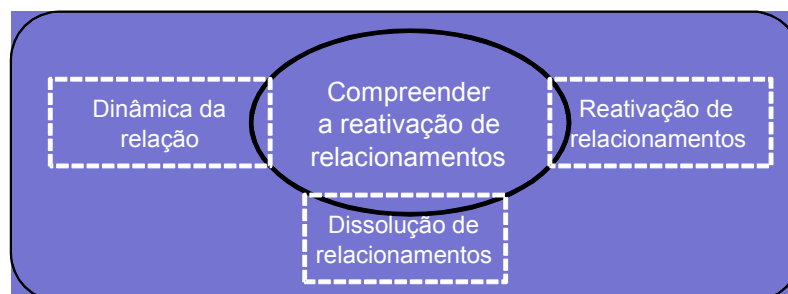 Dinâmica da
relação
Compreender
a reativação de
relacionamentos
Reativação de
relacionamentos
Dissolução de
relacionamentos